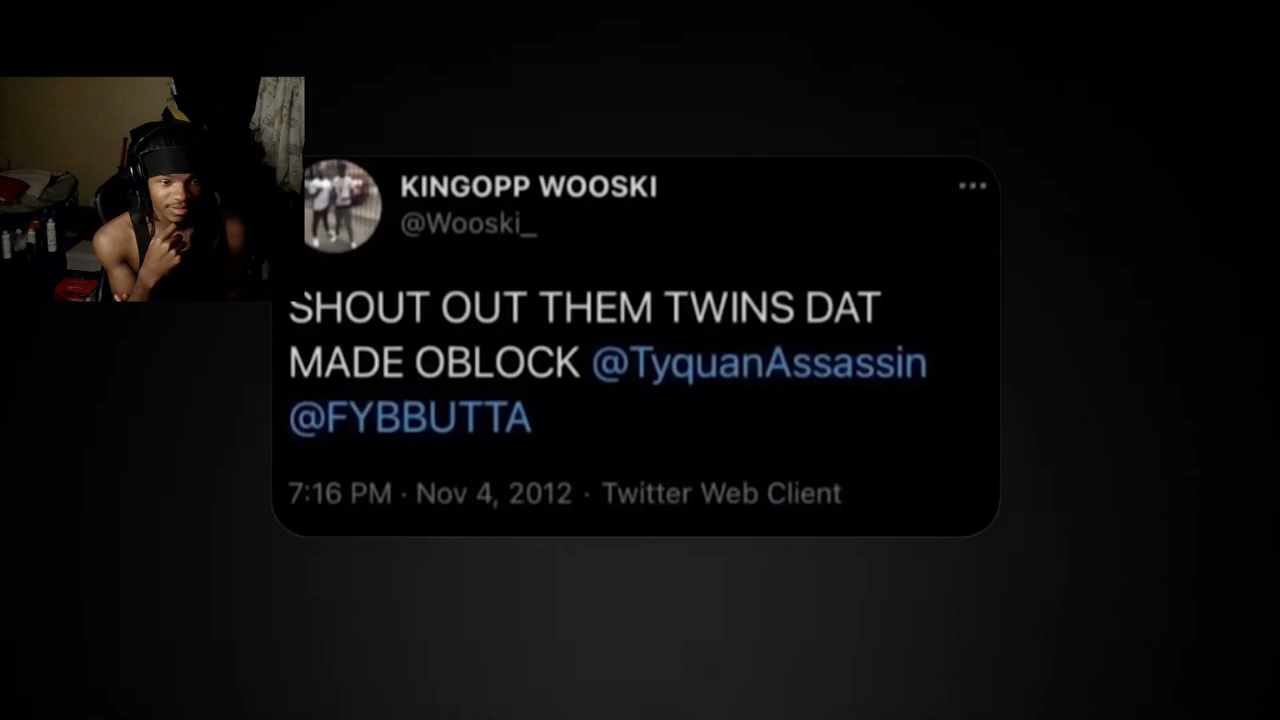 KINGOPP WOOSKI
@Wooski_
SHOUT OUT THEM TWINS DAT
MADE OBLOCK @TyquanAssassin
@FYBBUTTA
7:16 PM · Nov 4, 2012 · Twitter Web Client